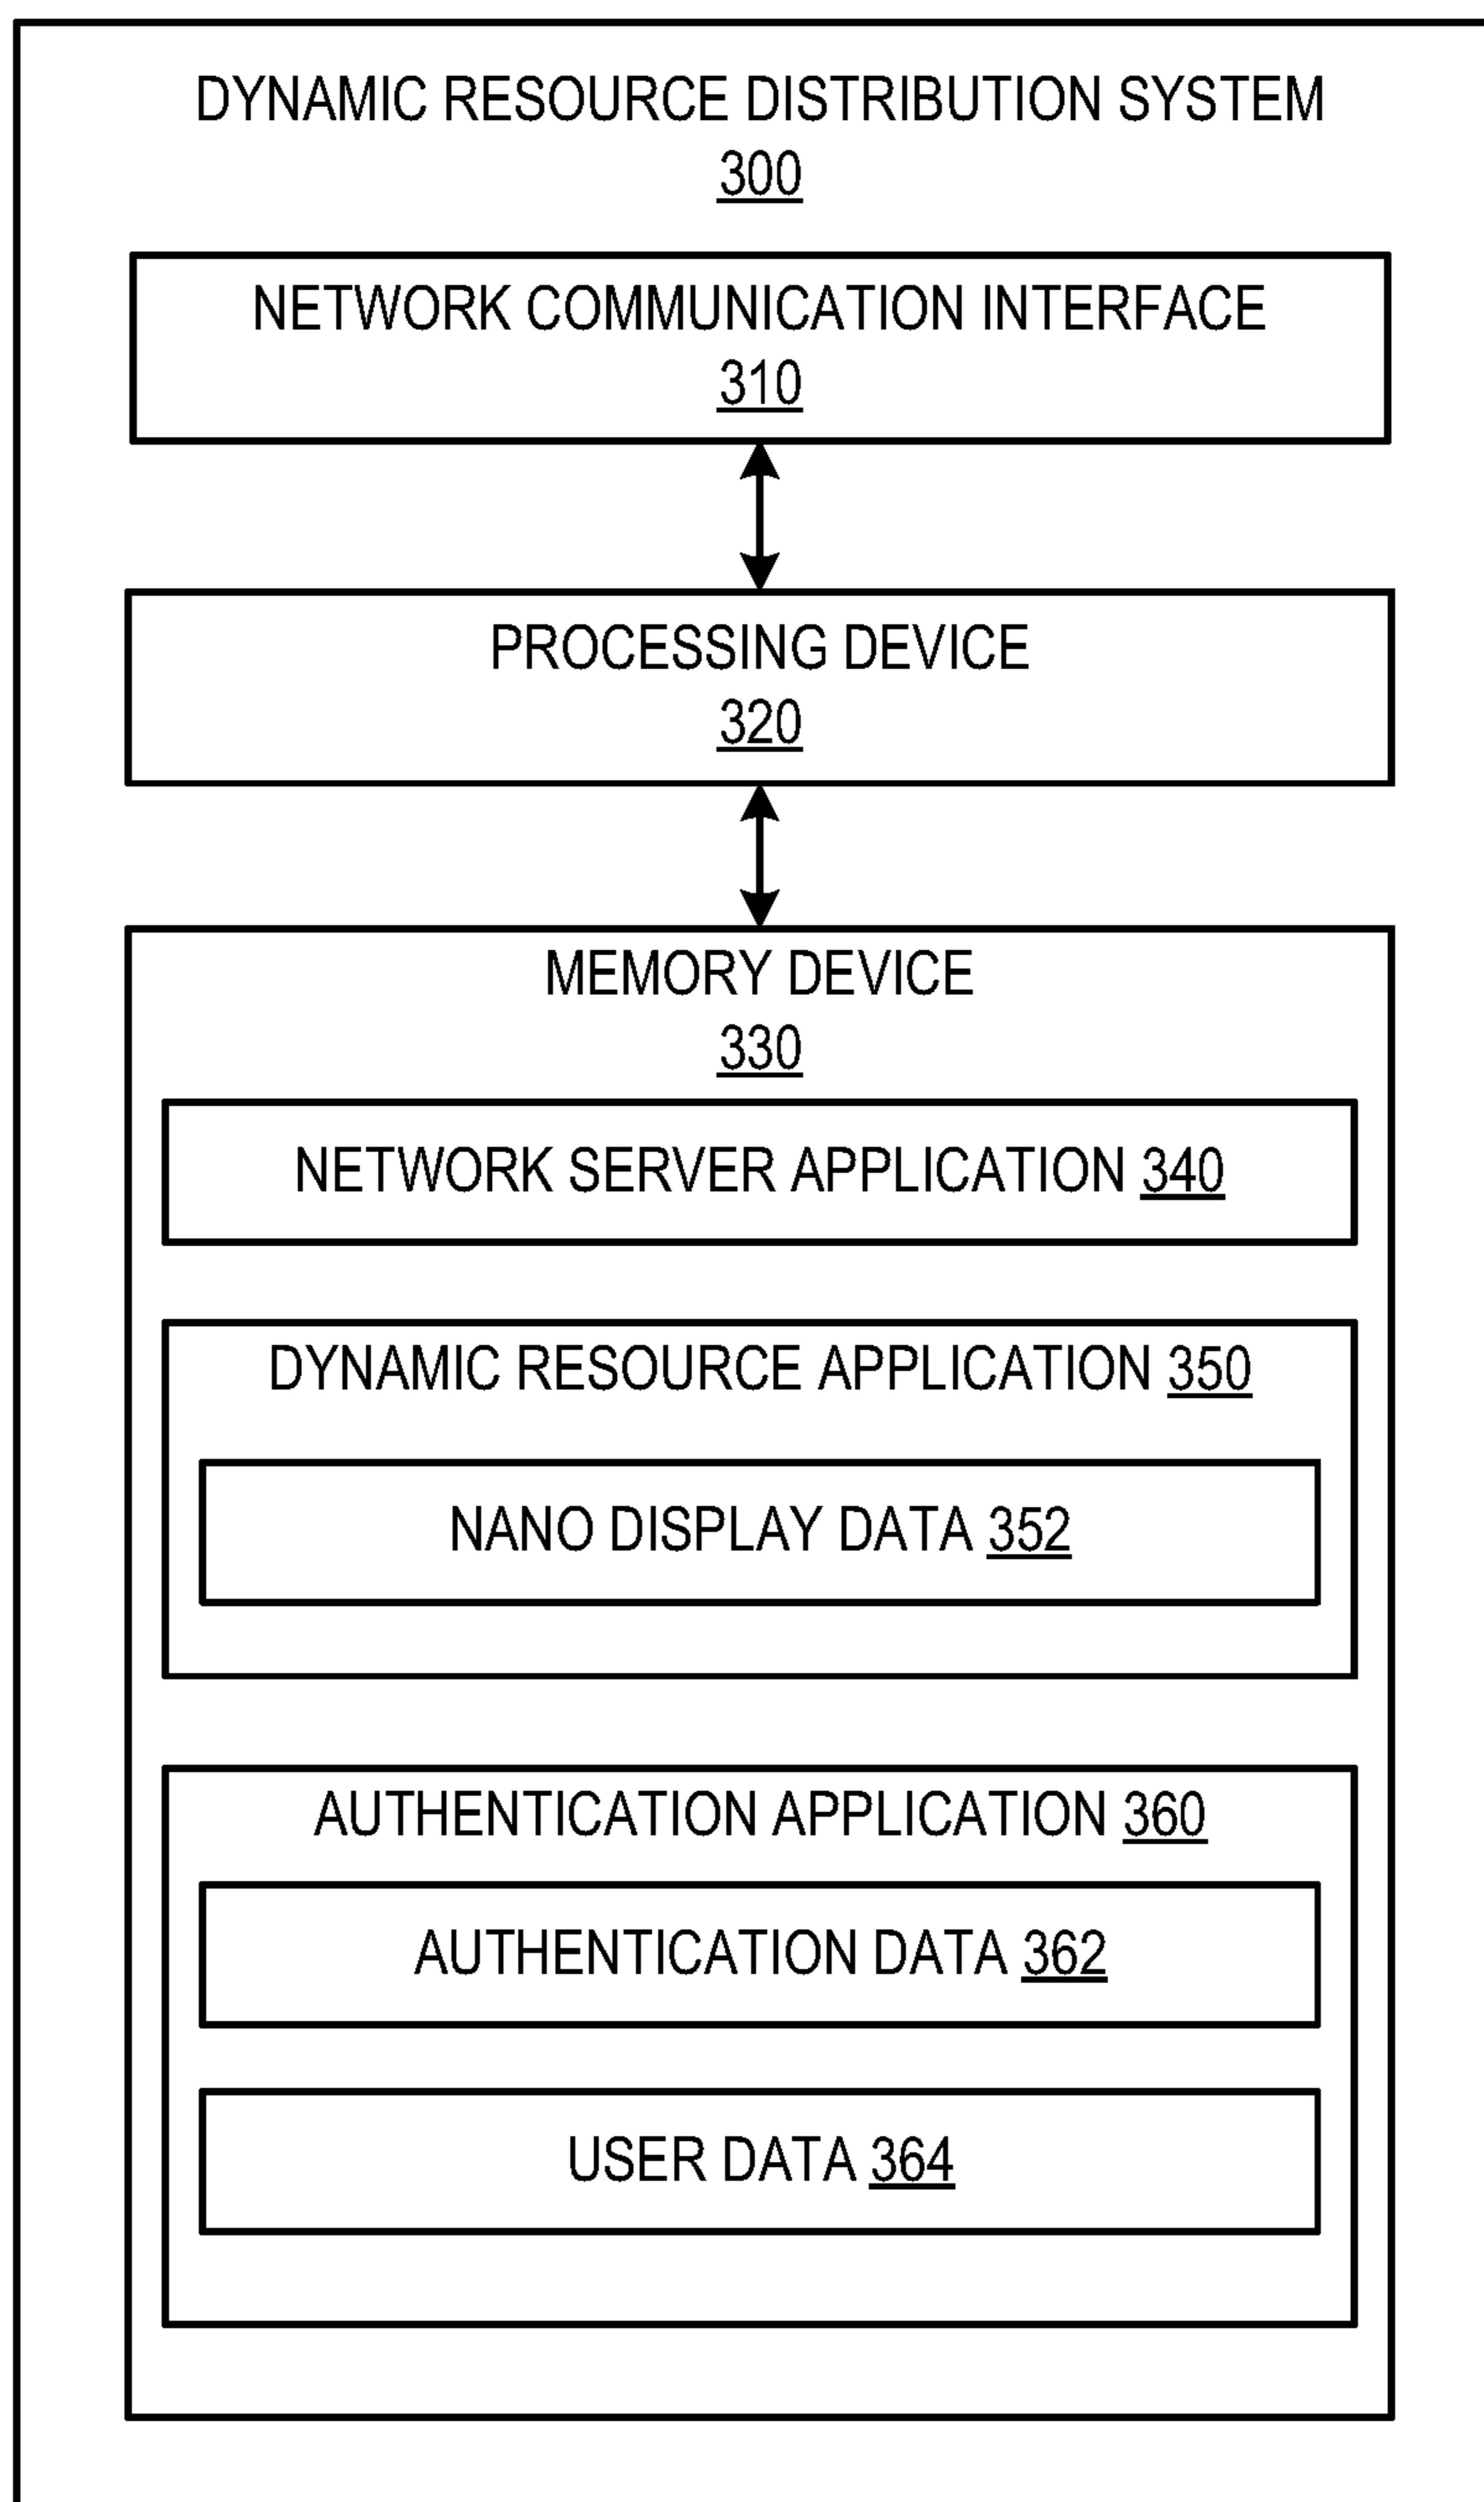 DYNAMIC RESOURCE DISTRIBUTION SYSTEM
300
NETWORK COMMUNICATION INTERFACE
310
PROCESSING DEVICE
320
MEMORY DEVICE
330
NETWORK SERVER APPLICATION 340
DYNAMIC RESOURCE APPLICATION 350
NANO DISPLAY DATA 352
AUTHENTICATION APPLICATION 360
AUTHENTICATION DATA 362
USER DATA 364